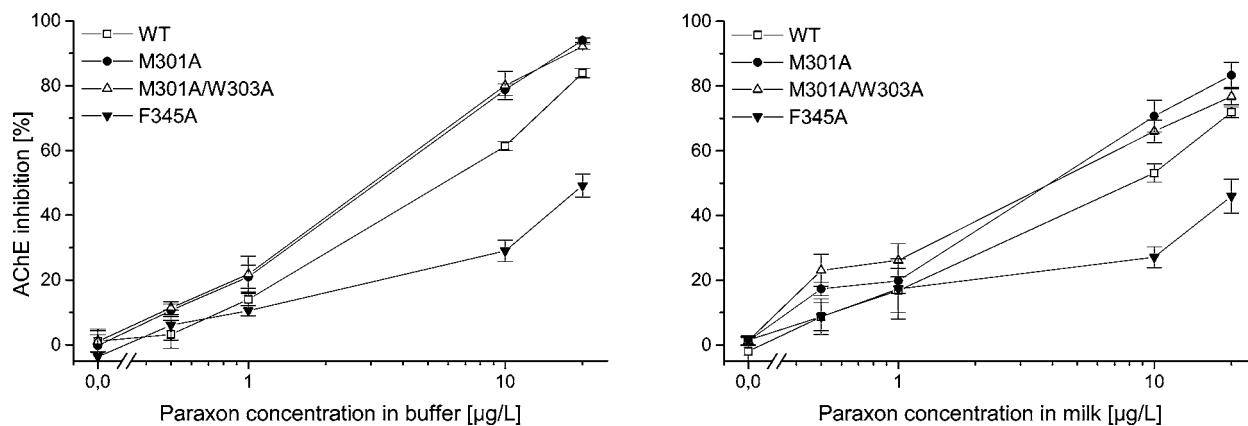 100
80
60
40
20
0
AChE inhibition [%]
WT
M301A
M301A/W303A
F345A
0,0
1
10
Paraxon concentration in buffer [µg/L]
100
80
60
40
20
0
WT
M301A
M301A/W303A
F345A
0,0
1
10
Paraxon concentration in milk [µg/L]